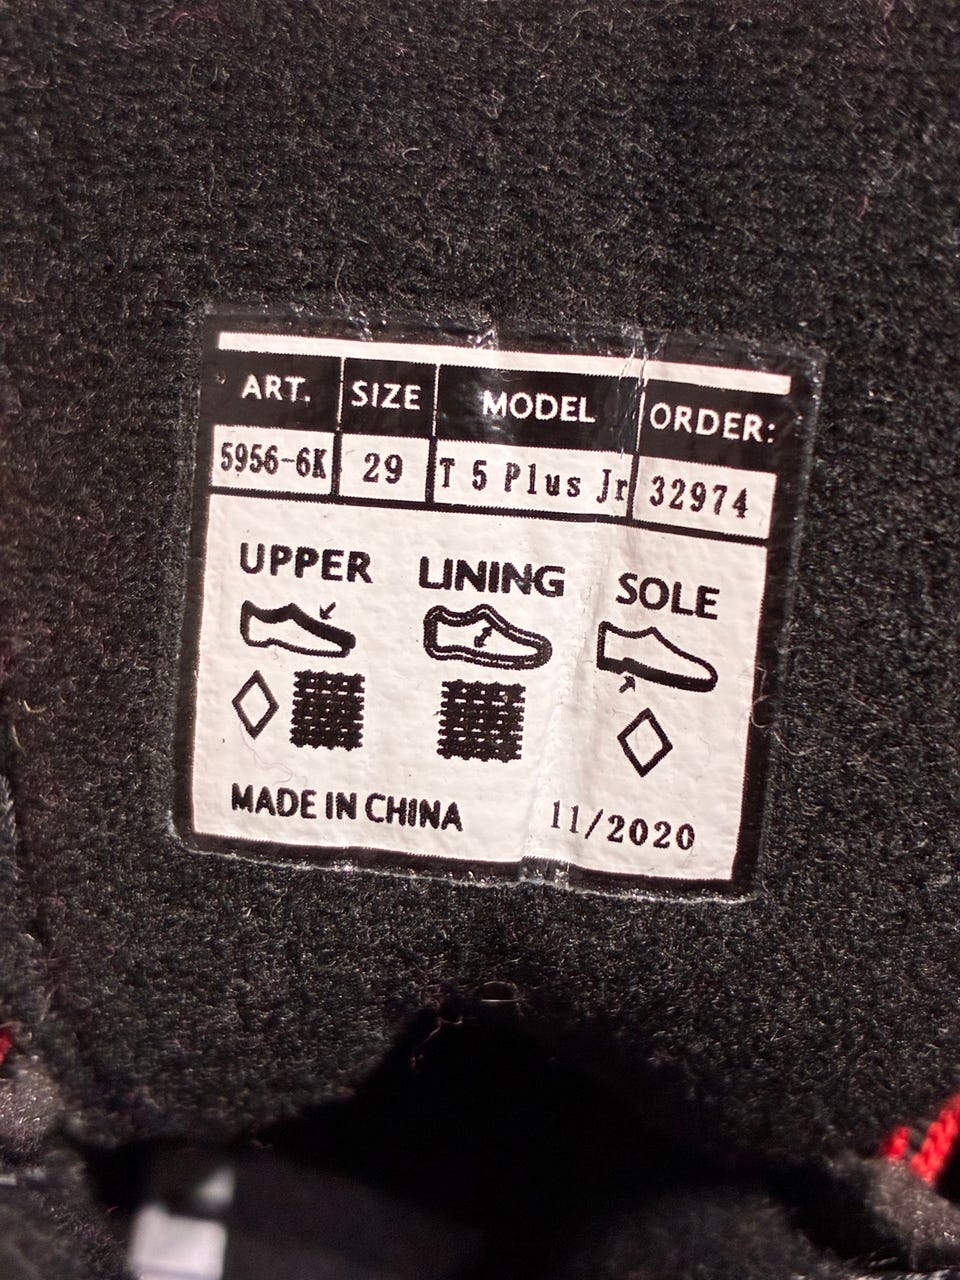 ART. SIZE MODEL ORDER:
5956-6K 29 T 5 Plus Jr 32974
UPPER LINING SOLE
MADE IN CHINA 11/2020